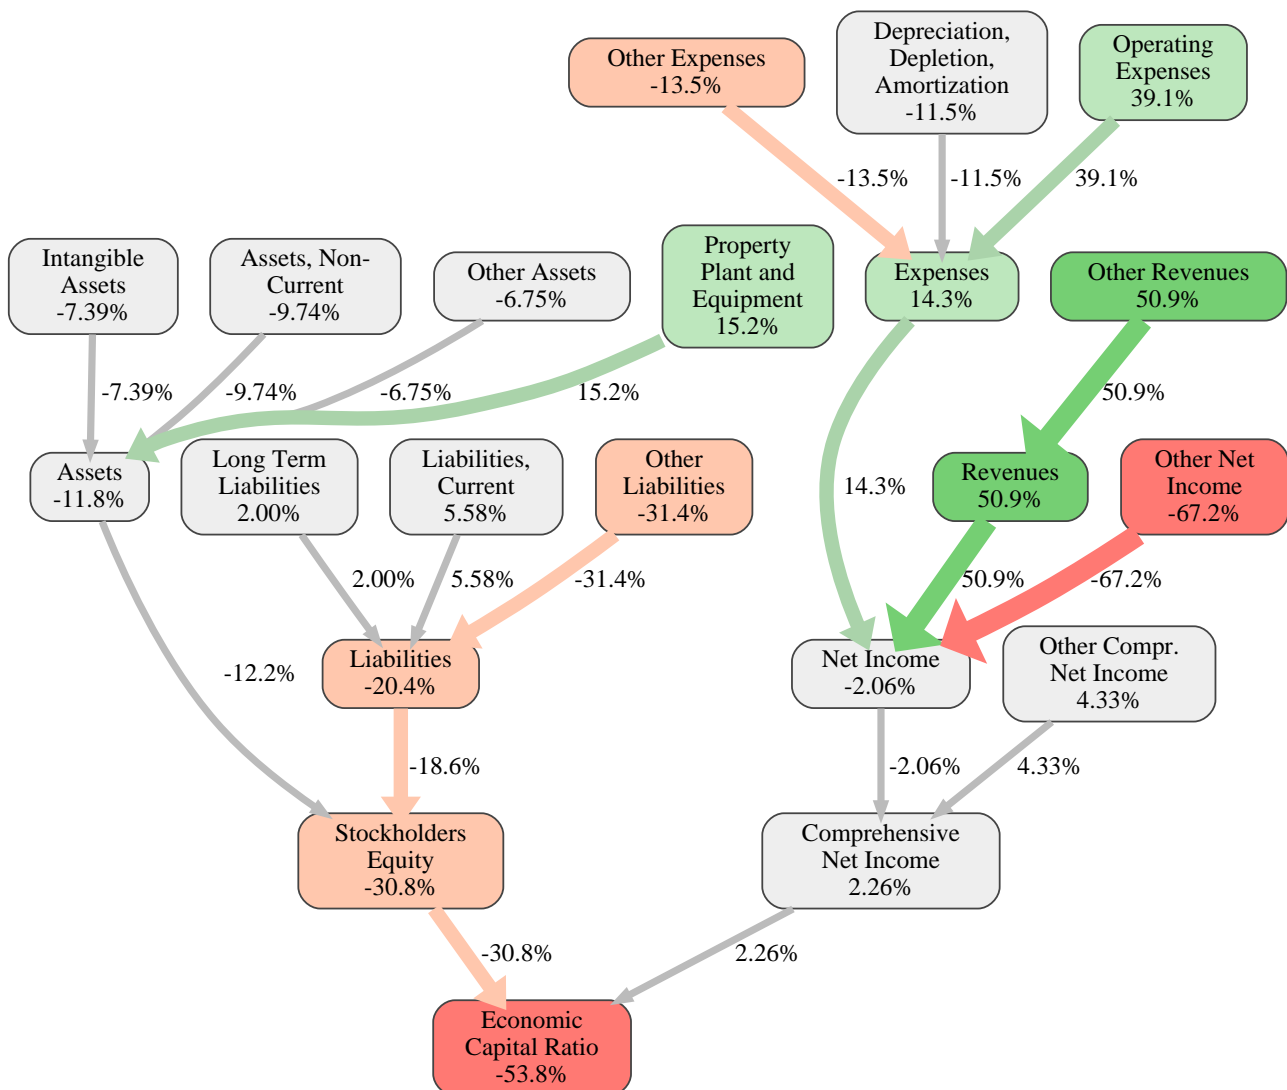 Other Expenses
-13.5%
Depreciation,
Depletion,
Amortization
-11.5%
Operating
Expenses
39.1%
-13.5%
-11.5%
39.1%
Intangible
Assets
-7.39%
Assets, Non-
Current
-9.74%
Other Assets
-6.75%
Property
Plant and
Equipment
15.2%
Expenses
14.3%
Other Revenues
50.9%
-7.39%
-9.74%
-6.75%
15.2%
50.9%
Assets
-11.8%
Long Term
Liabilities
2.00%
Liabilities,
Current
5.58%
Other
Liabilities
-31.4%
14.3%
Revenues
50.9%
Other Net
Income
-67.2%
2.00%
5.58%
-31.4%
50.9%
-67.2%
-12.2%
Liabilities
-20.4%
Net Income
-2.06%
Other Compr.
Net Income
4.33%
-18.6%
-2.06%
4.33%
Stockholders
Equity
-30.8%
Comprehensive
Net Income
2.26%
-30.8%
2.26%
Economic
Capital Ratio
-53.8%